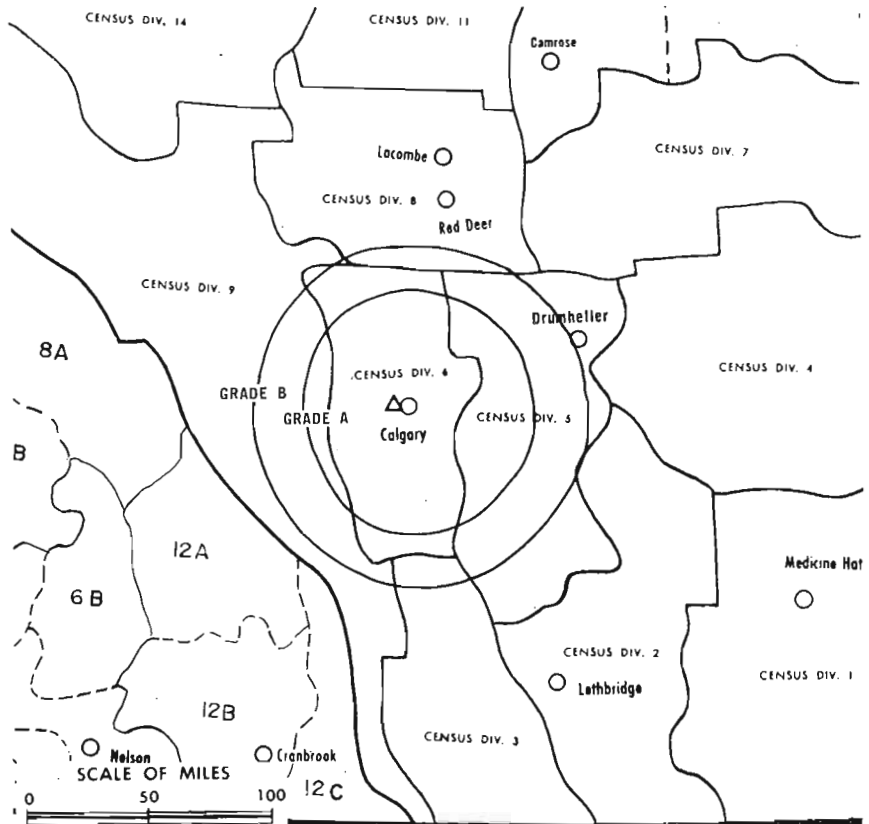 CENSUS DIV. 14
CENSUS DIV. 11
Camrose
Lacombe
CENSUS DIV. 7
CENSUS DIV. 8
Red Deer
CENSUS DIV. 9
Drumheller
8A
CENSUS DIV. 6
CENSUS DIV. 4
GRADE B
GRADE A
CENSUS DIV. 5
Calgary
B
12A
Medicine Hat
6B
CENSUS DIV. 2
CENSUS DIV. 1
Lethbridge
12B
CENSUS DIV. 3
Nelson
Cranbrook
SCALE OF MILES
12C
0 50 100